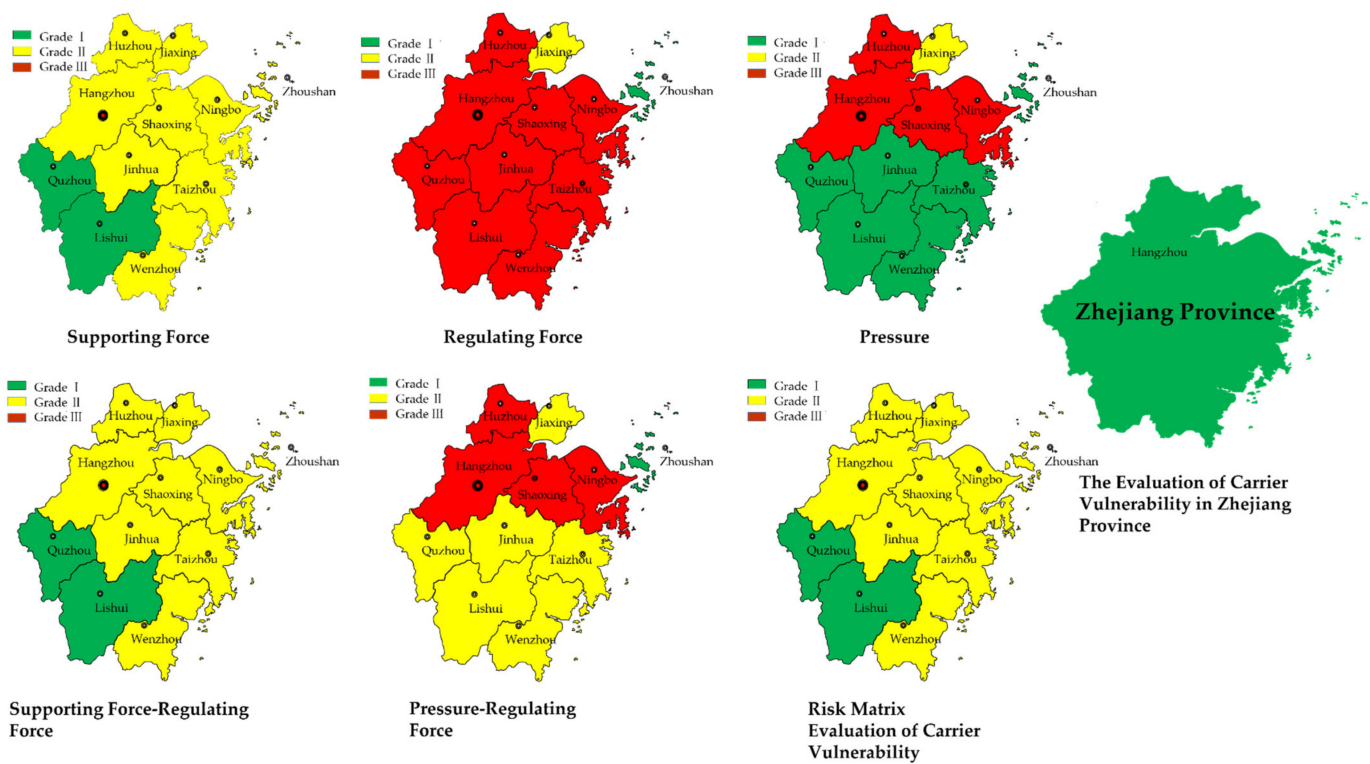 Grade I
Grade II
Grade III
Huzhou
Jiaxing
Hangzhou
Ningbo
Zhoushan
Shaoxing
Jinhua
Quzhou
Taizhou
Lishui
Wenzhou
Supporting Force
Grade I
Grade II
Grade III
Huzhou
Jiaxing
Hangzhou
Ningbo
Zhoushan
Shaoxing
Jinhua
Quzhou
Taizhou
Lishui
Wenzhou
Regulating Force
Grade I
Grade II
Grade III
Huzhou
Jiaxing
Hangzhou
Ningbo
Zhoushan
Shaoxing
Jinhua
Quzhou
Taizhou
Lishui
Wenzhou
Pressure
Hangzhou
Zhejiang Province
The Evaluation of Carrier
Vulnerability in Zhejiang
Province
Grade I
Grade II
Grade III
Huzhou
Jiaxing
Hangzhou
Ningbo
Zhoushan
Shaoxing
Jinhua
Quzhou
Taizhou
Lishui
Wenzhou
Supporting Force-Regulating
Force
Grade I
Grade II
Grade III
Huzhou
Jiaxing
Hangzhou
Ningbo
Zhoushan
Shaoxing
Jinhua
Quzhou
Taizhou
Lishui
Wenzhou
Pressure-Regulating
Force
Grade I
Grade II
Grade III
Huzhou
Jiaxing
Hangzhou
Ningbo
Zhoushan
Shaoxing
Jinhua
Quzhou
Taizhou
Lishui
Wenzhou
Risk Matrix
Evaluation of Carrier
Vulnerability